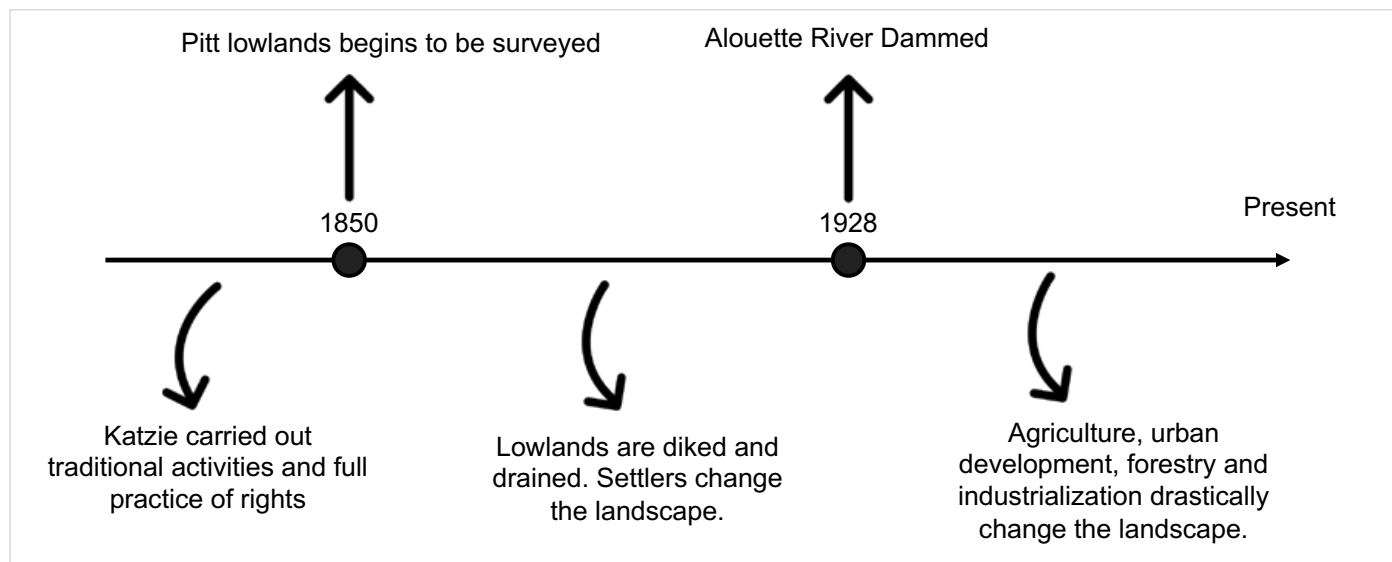 Pitt lowlands begins to be surveyed
Alouette River Dammed
1850
1928
Present
Katzie carried out
traditional activities and full
practice of rights
Lowlands are diked and
drained. Settlers change
the landscape.
Agriculture, urban
development, forestry and
industrialization drastically
change the landscape.